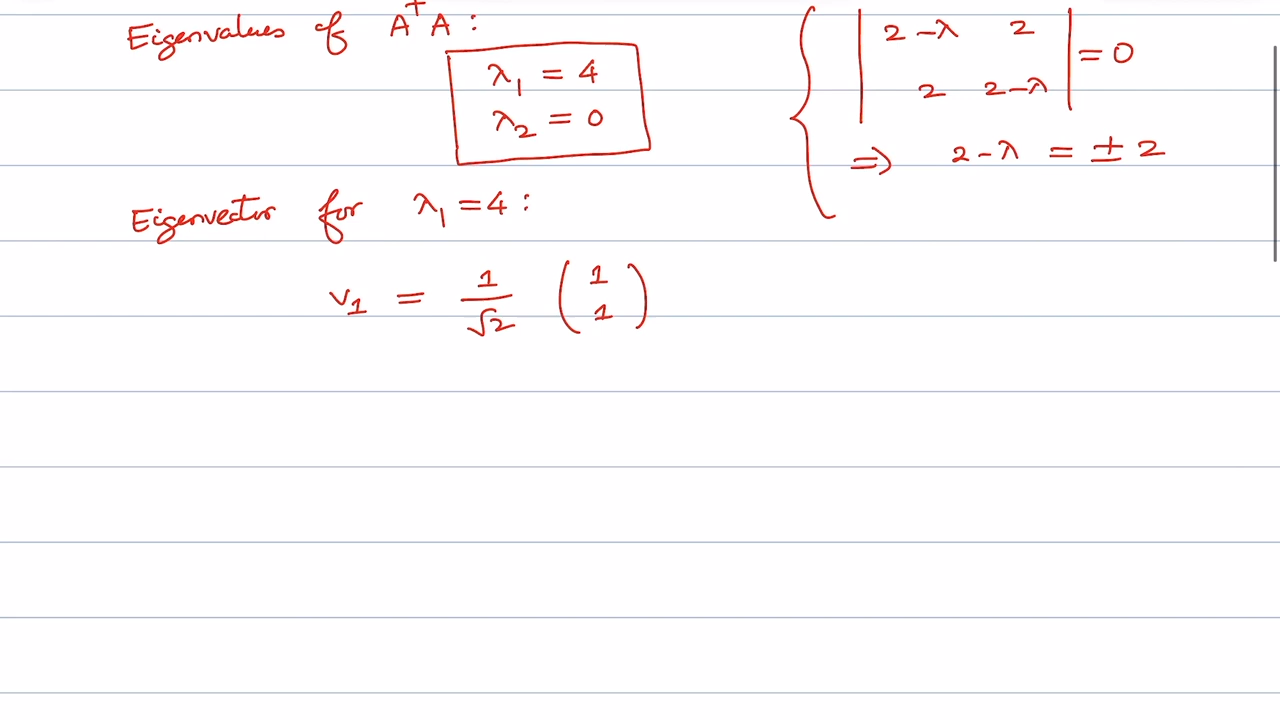 Eigenvalues of A†A :
λ₁ = 4
λ₂ = 0
| 2-λ 2 |
| 2 2-λ | = 0
⇒ 2-λ = ± 2
Eigenvector for λ₁ = 4 :
v₁ = 1/√2 (1 1)